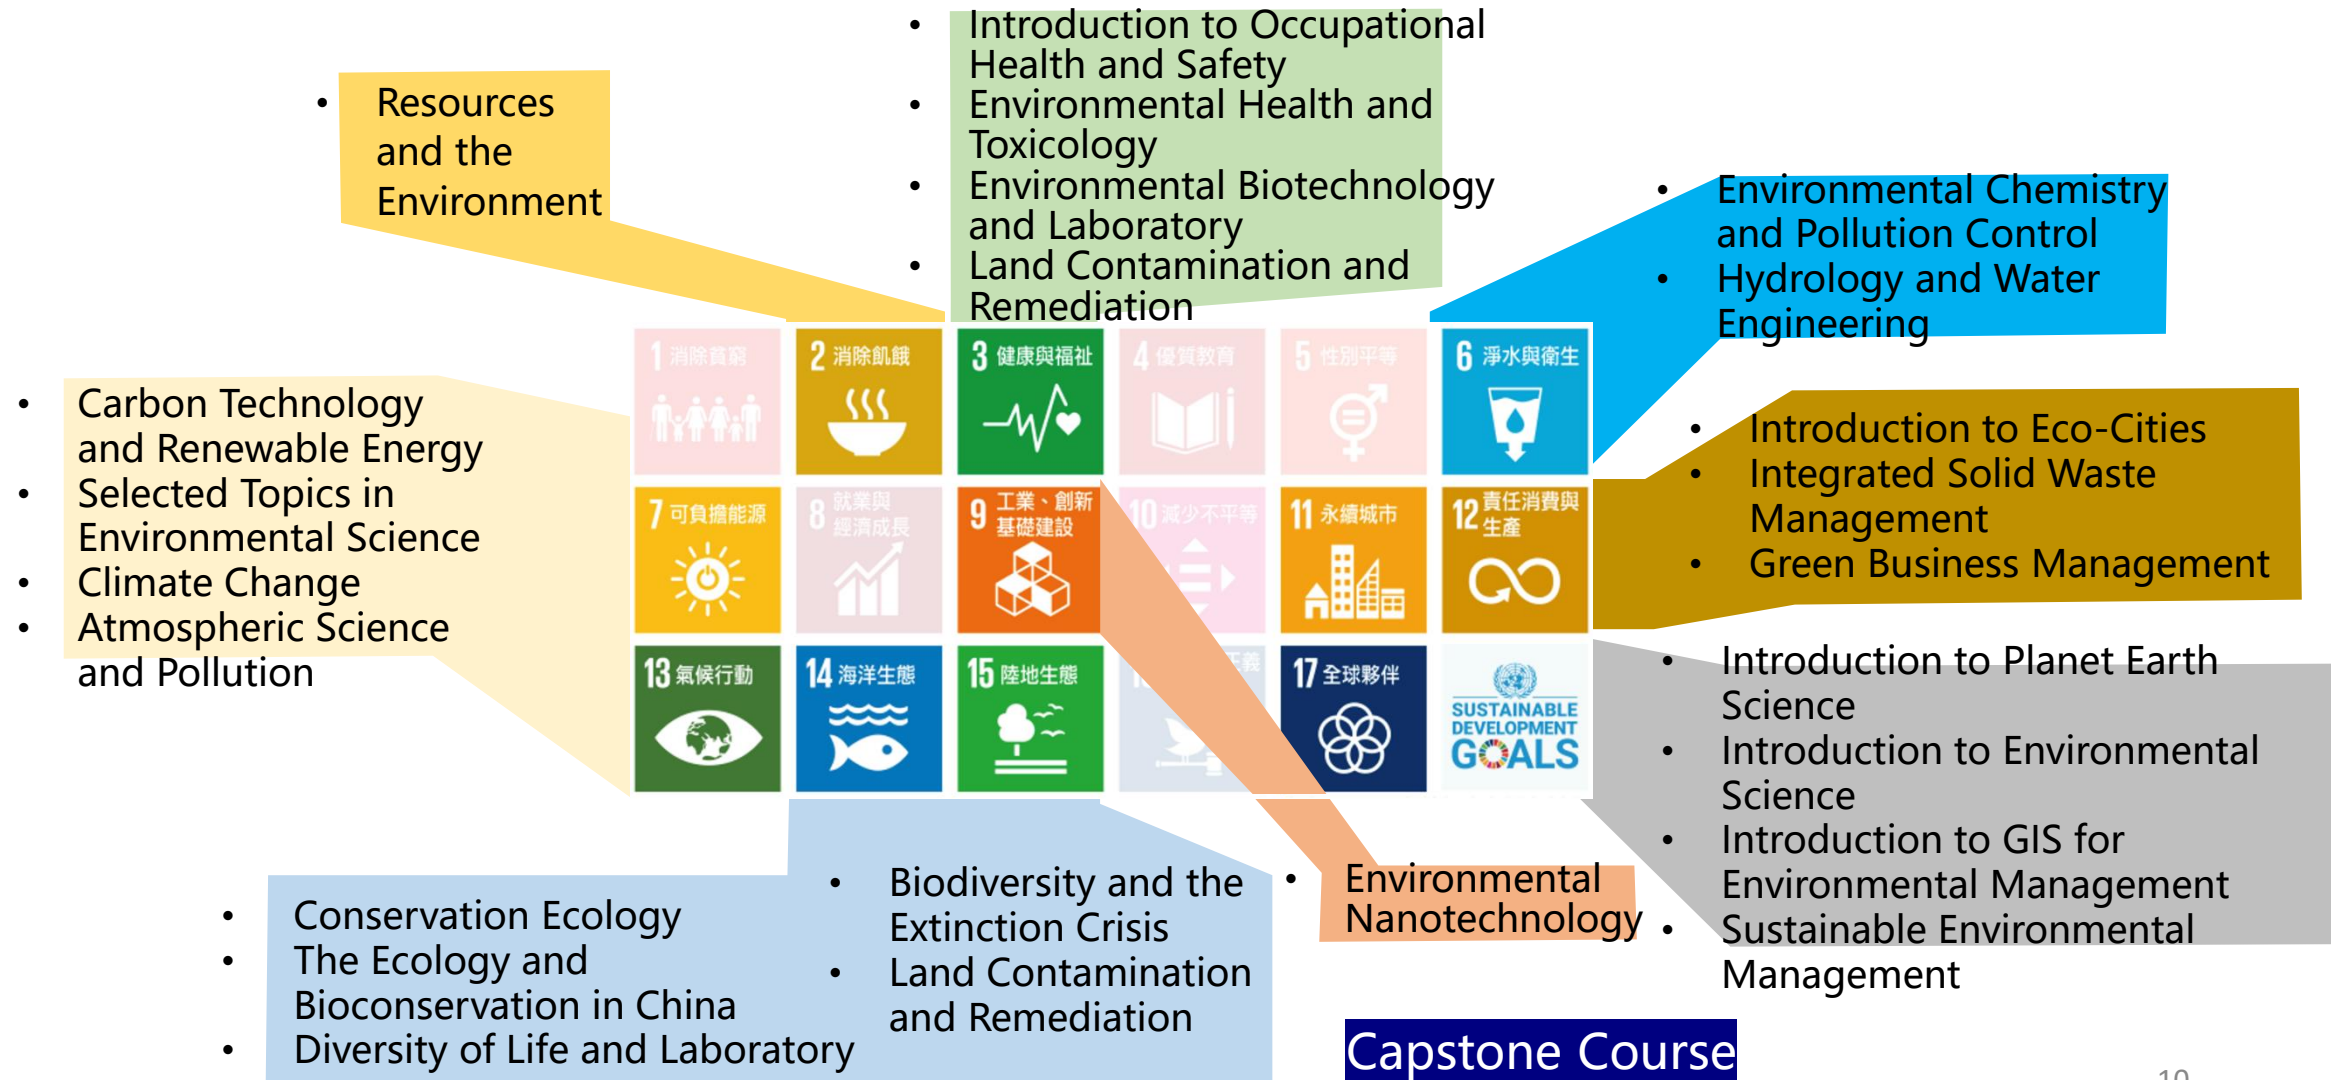 • Introduction to Occupational
Health and Safety
• Environmental Health and
Toxicology
• Environmental Biotechnology
and Laboratory
• Land Contamination and
Remediation
• Resources
and the
Environment
• Environmental Chemistry
and Pollution Control
• Hydrology and Water
Engineering
1 消除貧窮
2 消除飢餓
3 健康與福祉
4 優質教育
5 性別平等
6 淨水與衛生
• Carbon Technology
and Renewable Energy
• Selected Topics in
Environmental Science
• Climate Change
• Atmospheric Science
and Pollution
• Introduction to Eco-Cities
• Integrated Solid Waste
Management
• Green Business Management
7 可負擔能源
8 就業與
經濟成長
9 工業、創新
基礎建設
10 減少不平等
11 永續城市
12 責任消費與
生產
13 氣候行動
14 海洋生態
15 陸地生態
17 全球夥伴
SUSTAINABLE
DEVELOPMENT
GOALS
• Introduction to Planet Earth
Science
• Introduction to Environmental
Science
• Introduction to GIS for
Environmental Management
• Sustainable Environmental
Management
• Conservation Ecology
• The Ecology and
Bioconservation in China
• Diversity of Life and Laboratory
• Biodiversity and the
Extinction Crisis
• Land Contamination
and Remediation
• Environmental
Nanotechnology
Capstone Course
10